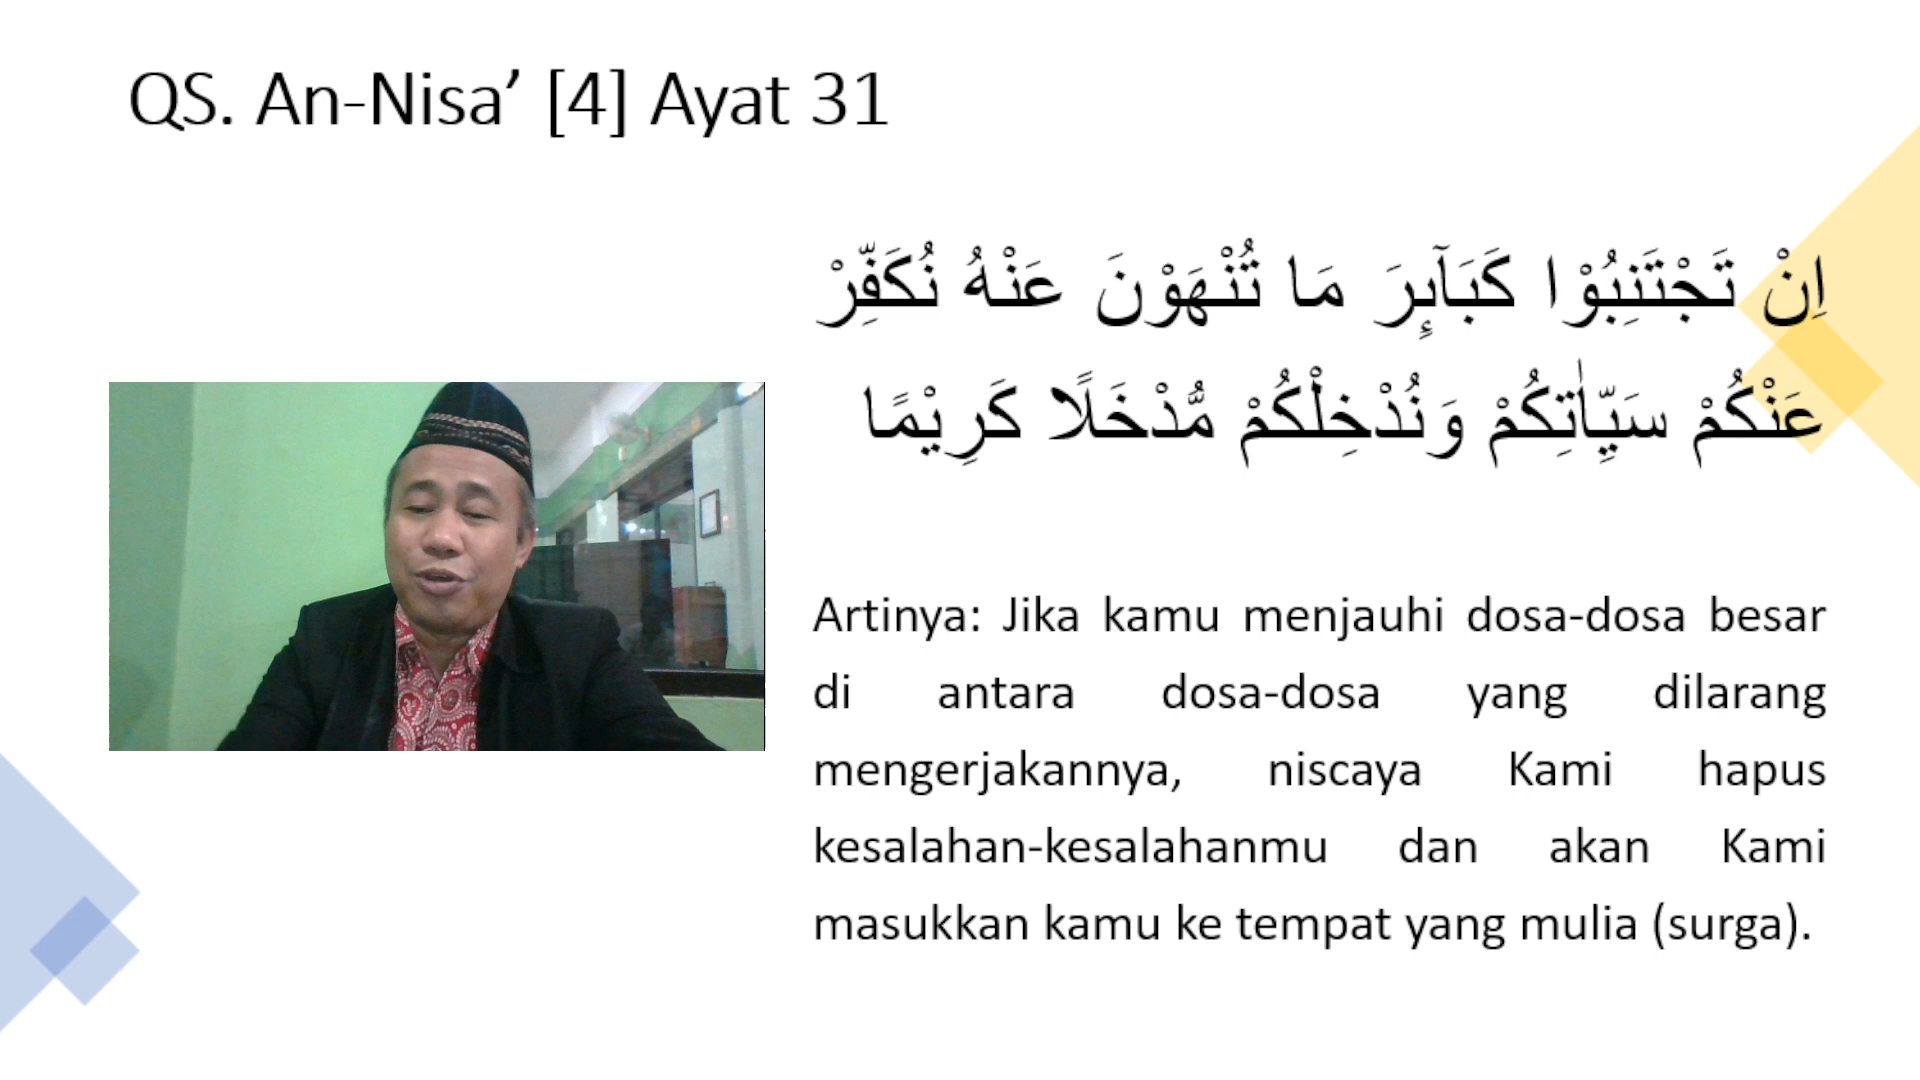 QS. An-Nisa’ [4] Ayat 31
اِنْ تَجْتَنِبُوْا كَبَاۤىِٕرَ مَا تُنْهَوْنَ عَنْهُ نُكَفِّرْ
عَنْكُمْ سَيِّاٰتِكُمْ وَنُدْخِلْكُمْ مُّدْخَلًا كَرِيْمًا
Artinya: Jika kamu menjauhi dosa-dosa besar
di antara dosa-dosa yang dilarang
mengerjakannya, niscaya Kami hapus
kesalahan-kesalahanmu dan akan Kami
masukkan kamu ke tempat yang mulia (surga).